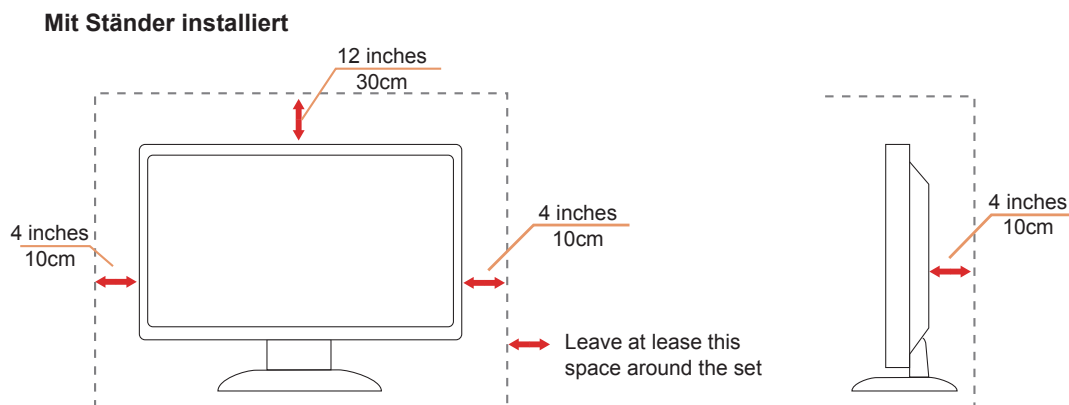 Mit Ständer installiert
12 inches
30cm
4 inches
10cm
4 inches
10cm
4 inches
10cm
Leave at lease this
space around the set